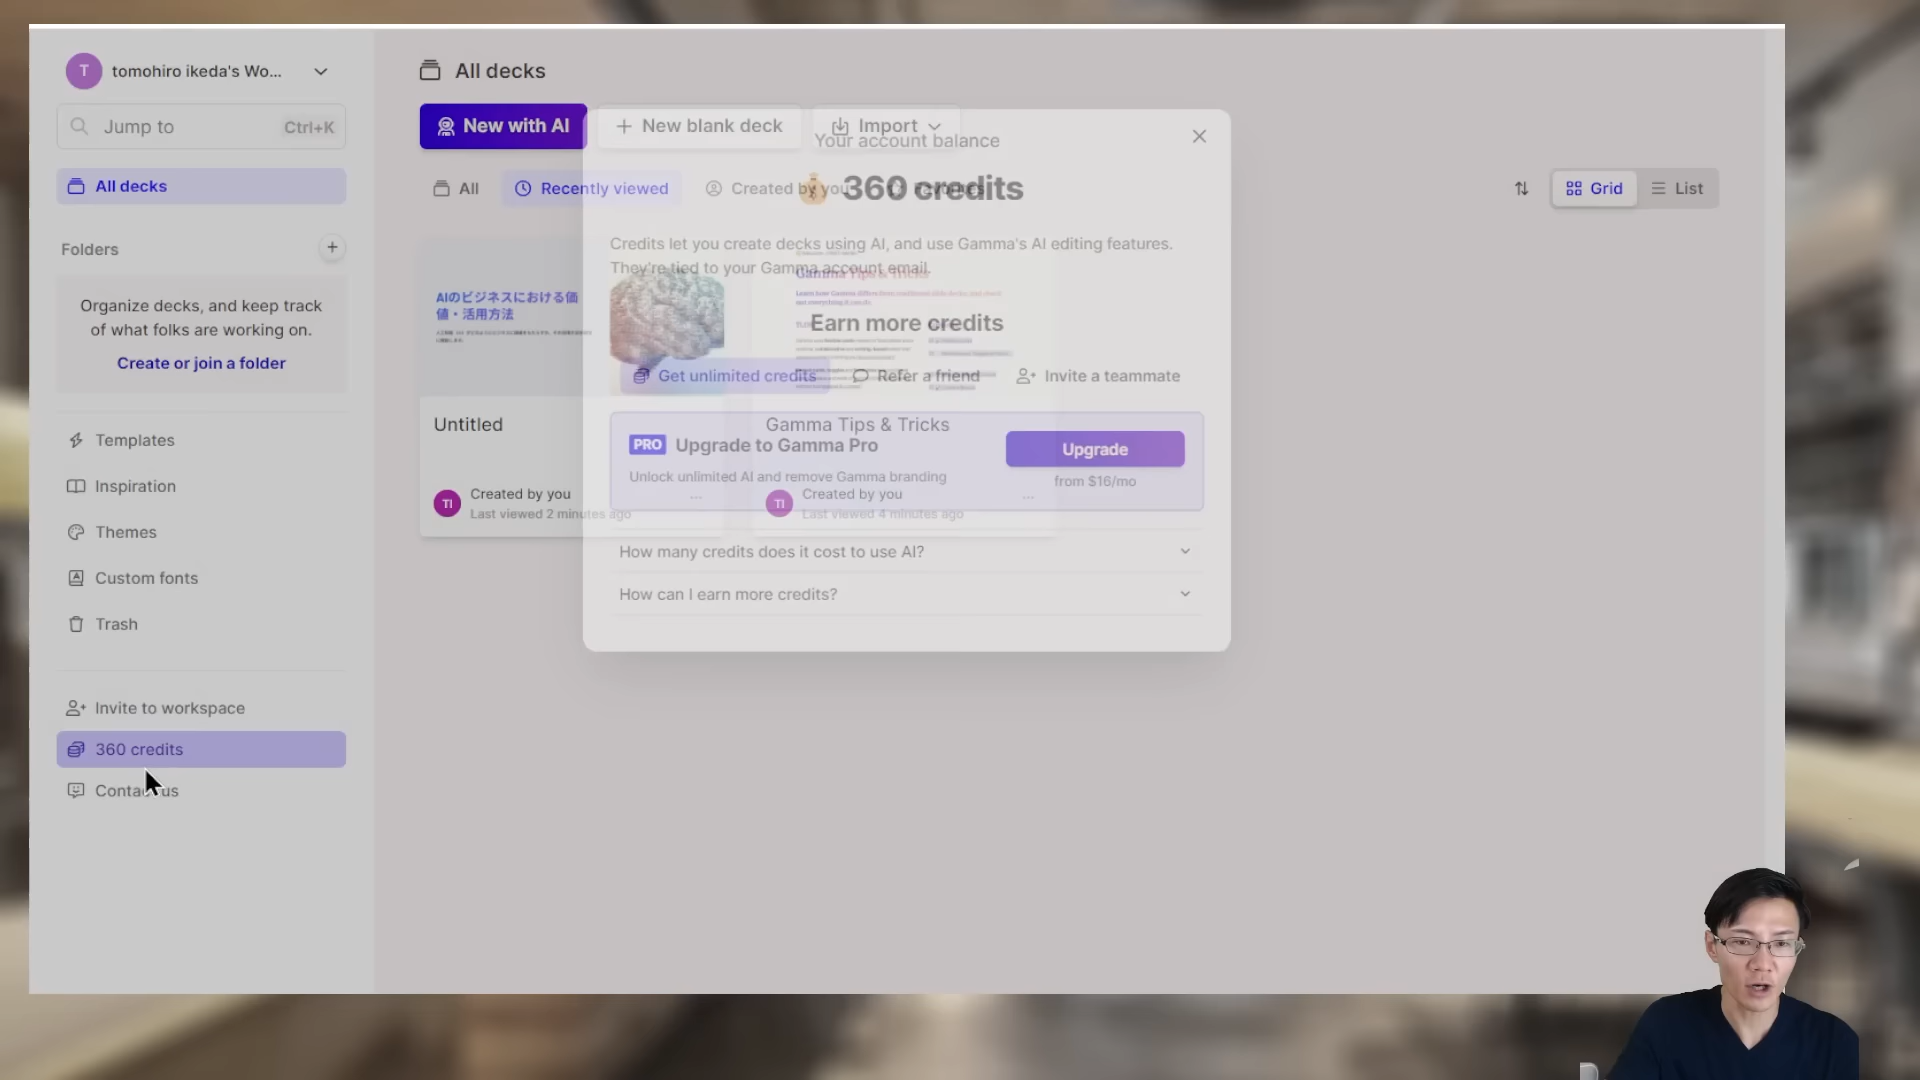 T
tomohiro ikeda's Wo...
Jump to
Ctrl+K
All decks
Folders
+
Organize decks, and keep track
of what folks are working on.
Create or join a folder
Templates
Inspiration
Themes
Custom fonts
Trash
Invite to workspace
360 credits
Contact us
All decks
New with AI
+ New blank deck
Import
All
Recently viewed
Created by you
Grid
List
Your account balance
360 credits
Credits let you create decks using AI, and use Gamma's AI editing features.
They're tied to your Gamma account email.
Earn more credits
Get unlimited credits
Refer a friend
Invite a teammate
PRO Upgrade to Gamma Pro
Unlock unlimited AI and remove Gamma branding
Upgrade
from $16/mo
How many credits does it cost to use AI?
How can I earn more credits?
AIのビジネスにおける価
値・活用方法
Untitled
TI
Created by you
Last viewed 2 minutes ago
...
Gamma Tips & Tricks
Gamma Tips & Tricks
TI
Created by you
Last viewed 4 minutes ago
...